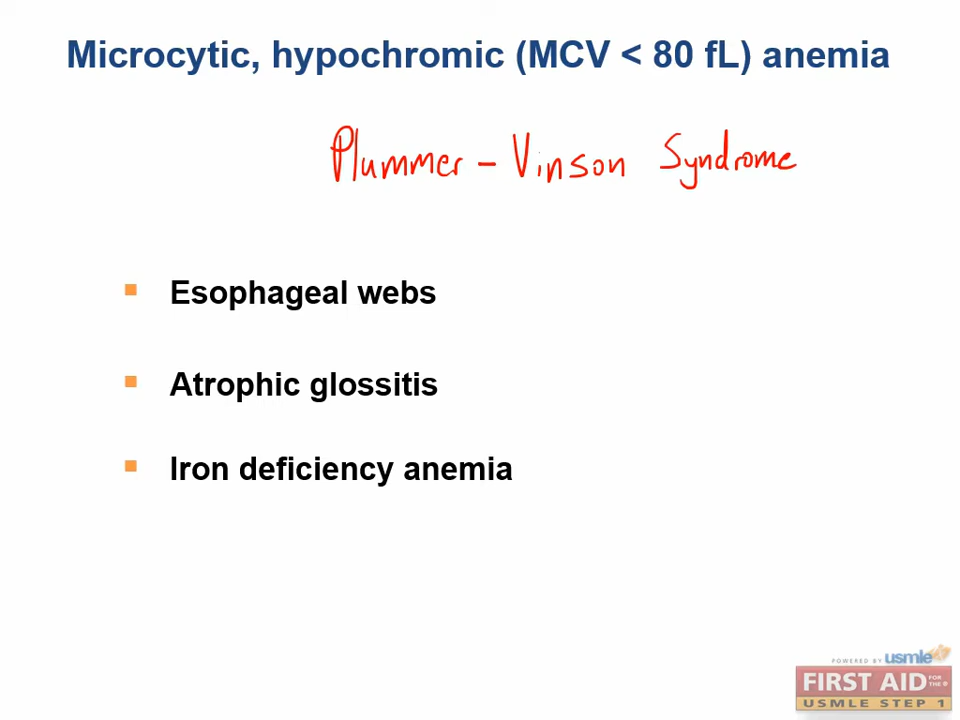 Microcytic, hypochromic (MCV < 80 fL) anemia
Plummer – Vinson Syndrome
Esophageal webs
Atrophic glossitis
Iron deficiency anemia
POWERED BY usmle
FIRST AID FOR THE®
USMLE STEP 1